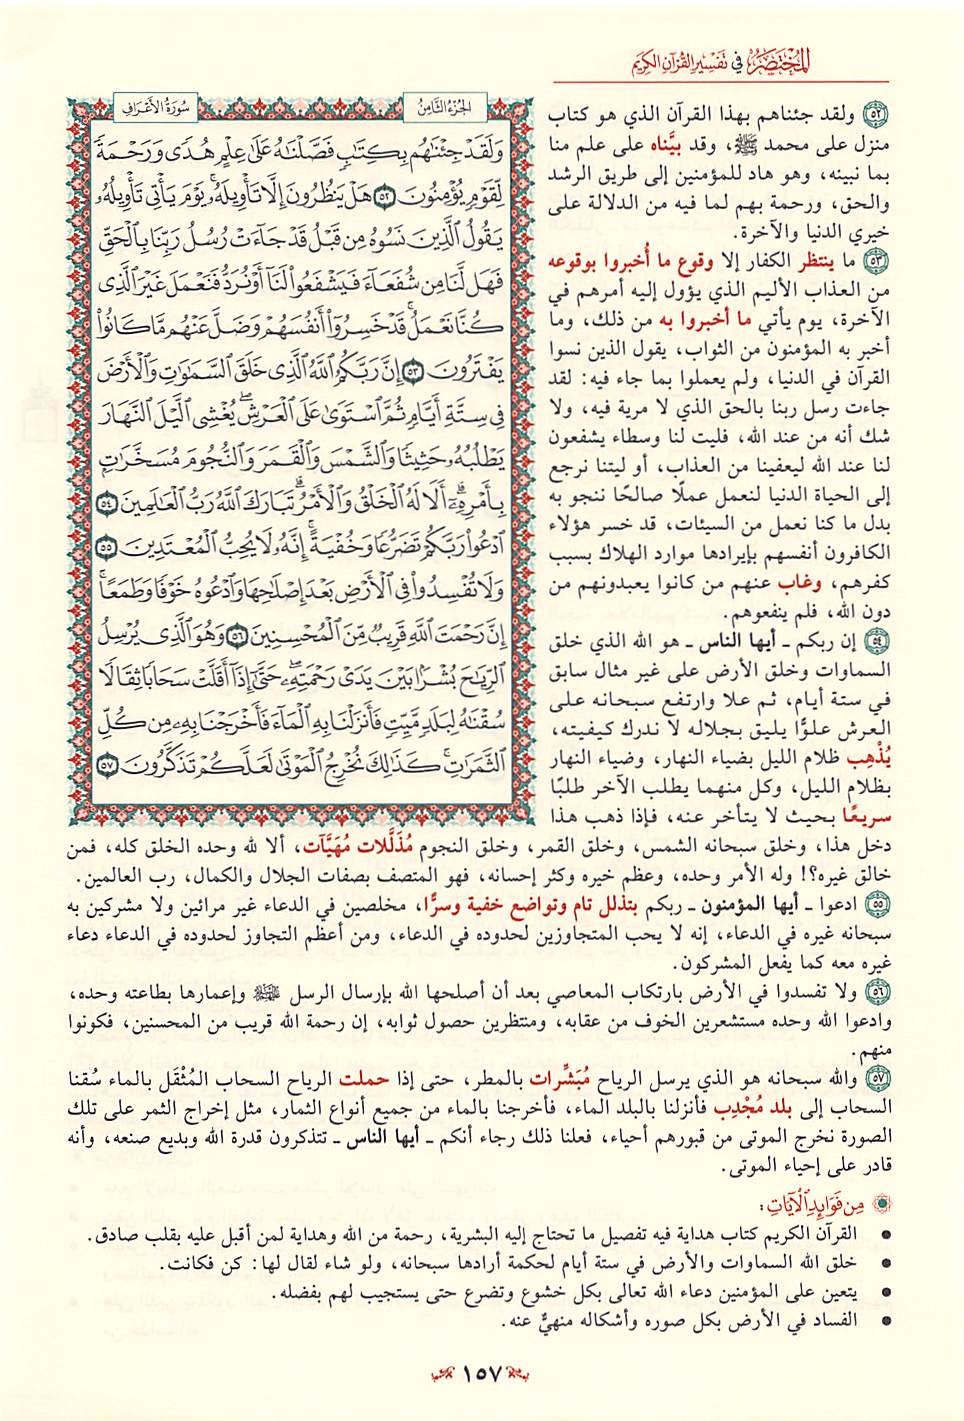 المختصر في تفسير القرآن الكريم
سورة الأعراف
الجزء الثامن
وَلَقَدْ جِئْنَٰهُم بِكِتَٰبٍ فَصَّلْنَٰهُ عَلَىٰ عِلْمٍ هُدًى وَرَحْمَةً
لِّقَوْمٍ يُؤْمِنُونَ ٥٢ هَلْ يَنظُرُونَ إِلَّا تَأْوِيلَهُۥ يَوْمَ يَأْتِى تَأْوِيلُهُۥ
يَقُولُ ٱلَّذِينَ نَسُوهُ مِن قَبْلُ قَدْ جَآءَتْ رُسُلُ رَبِّنَا بِٱلْحَقِّ
فَهَل لَّنَا مِن شُفَعَآءَ فَيَشْفَعُوا۟ لَنَآ أَوْ نُرَدُّ فَنَعْمَلَ غَيْرَ ٱلَّذِى
كُنَّا نَعْمَلُ ۚ قَدْ خَسِرُوٓا۟ أَنفُسَهُمْ وَضَلَّ عَنْهُم مَّا كَانُوا۟
يَفْتَرُونَ ٥٣ إِنَّ رَبَّكُمُ ٱللَّهُ ٱلَّذِى خَلَقَ ٱلسَّمَٰوَٰتِ وَٱلْأَرْضَ
فِى سِتَّةِ أَيَّامٍ ثُمَّ ٱسْتَوَىٰ عَلَى ٱلْعَرْشِ ۖ يُغْشِى ٱلَّيْلَ ٱلنَّهَارَ
يَطْلُبُهُۥ حَثِيثًا وَٱلشَّمْسَ وَٱلْقَمَرَ وَٱلنُّجُومَ مُسَخَّرَٰتٍۭ
بِأَمْرِهِۦٓ ۗ أَلَا لَهُ ٱلْخَلْقُ وَٱلْأَمْرُ ۗ تَبَارَكَ ٱللَّهُ رَبُّ ٱلْعَٰلَمِينَ ٥٤
ٱدْعُوا۟ رَبَّكُمْ تَضَرُّعًا وَخُفْيَةً ۚ إِنَّهُۥ لَا يُحِبُّ ٱلْمُعْتَدِينَ ٥٥
وَلَا تُفْسِدُوا۟ فِى ٱلْأَرْضِ بَعْدَ إِصْلَٰحِهَا وَٱدْعُوهُ خَوْفًا وَطَمَعًا ۚ
إِنَّ رَحْمَتَ ٱللَّهِ قَرِيبٌ مِّنَ ٱلْمُحْسِنِينَ ٥٦ وَهُوَ ٱلَّذِى يُرْسِلُ
ٱلرِّيَٰحَ بُشْرًۢا بَيْنَ يَدَىْ رَحْمَتِهِۦ ۖ حَتَّىٰٓ إِذَآ أَقَلَّتْ سَحَابًا ثِقَالًا
سُقْنَٰهُ لِبَلَدٍ مَّيِّتٍ فَأَنزَلْنَا بِهِ ٱلْمَآءَ فَأَخْرَجْنَا بِهِۦ مِن كُلِّ
ٱلثَّمَرَٰتِ ۚ كَذَٰلِكَ نُخْرِجُ ٱلْمَوْتَىٰ لَعَلَّكُمْ تَذَكَّرُونَ ٥٧
٥٢ ولقد جئناهم بهذا القرآن الذي هو كتاب
منزل على محمد ﷺ، وقد بيَّناه على علم منا
بما نبينه، وهو هاد للمؤمنين إلى طريق الرشد
والحق، ورحمة بهم لما فيه من الدلالة على
خيري الدنيا والآخرة.
٥٣ ما ينتظر الكفار إلا وقوع ما أُخبروا بوقوعه
من العذاب الأليم الذي يؤول إليه أمرهم في
الآخرة، يوم يأتي ما أخبروا به من ذلك، وما
أخبر به المؤمنون من الثواب، يقول الذين نسوا
القرآن في الدنيا، ولم يعملوا بما جاء فيه: لقد
جاءت رسل ربنا بالحق الذي لا مرية فيه، ولا
شك أنه من عند الله، فليت لنا وسطاء يشفعون
لنا عند الله ليعفينا من العذاب، أو ليتنا نرجع
إلى الحياة الدنيا لنعمل عملًا صالحًا ننجو به
بدل ما كنا نعمل من السيئات، قد خسر هؤلاء
الكافرون أنفسهم بإيرادها موارد الهلاك بسبب
كفرهم، وغاب عنهم من كانوا يعبدونهم من
دون الله، فلم ينفعوهم.
٥٤ إن ربكم ـ أيها الناس ـ هو الله الذي خلق
السماوات وخلق الأرض على غير مثال سابق
في ستة أيام، ثم علا وارتفع سبحانه على
العرش علوًّا يليق بجلاله لا ندرك كيفيته،
يُذْهِب ظلام الليل بضياء النهار، وضياء النهار
بظلام الليل، وكل منهما يطلب الآخر طلبًا
سريعًا بحيث لا يتأخر عنه، فإذا ذهب هذا
دخل هذا، وخلق سبحانه الشمس، وخلق القمر، وخلق النجوم مُذَلَّلات مُهَيَّآت، ألا لله وحده الخلق كله، فمن
خالق غيره؟! وله الأمر وحده، وعظم خيره وكثر إحسانه، فهو المتصف بصفات الجلال والكمال، رب العالمين.
٥٥ ادعوا ـ أيها المؤمنون ـ ربكم بتذلل تام وتواضع خفية وسرًّا، مخلصين في الدعاء غير مرائين ولا مشركين به
سبحانه غيره في الدعاء، إنه لا يحب المتجاوزين لحدوده في الدعاء، ومن أعظم التجاوز لحدوده في الدعاء دعاء
غيره معه كما يفعل المشركون.
٥٦ ولا تفسدوا في الأرض بارتكاب المعاصي بعد أن أصلحها الله بإرسال الرسل ﷺ وإعمارها بطاعته وحده،
وادعوا الله وحده مستشعرين الخوف من عقابه، ومنتظرين حصول ثوابه، إن رحمة الله قريب من المحسنين، فكونوا
منهم.
٥٧ والله سبحانه هو الذي يرسل الرياح مُبَشِّرات بالمطر، حتى إذا حملت الرياح السحاب المُثْقَل بالماء سُقنا
السحاب إلى بلد مُجْدِب فأنزلنا بالبلد الماء، فأخرجنا بالماء من جميع أنواع الثمار، مثل إخراج الثمر على تلك
الصورة نخرج الموتى من قبورهم أحياء، فعلنا ذلك رجاء أنكم ـ أيها الناس ـ تتذكرون قدرة الله وبديع صنعه، وأنه
قادر على إحياء الموتى.
من فوائد الآيات:
• القرآن الكريم كتاب هداية فيه تفصيل ما تحتاج إليه البشرية، رحمة من الله وهداية لمن أقبل عليه بقلب صادق.
• خلق الله السماوات والأرض في ستة أيام لحكمة أرادها سبحانه، ولو شاء لقال لها: كن فكانت.
• يتعين على المؤمنين دعاء الله تعالى بكل خشوع وتضرع حتى يستجيب لهم بفضله.
• الفساد في الأرض بكل صوره وأشكاله منهيٌّ عنه.
١٥٧